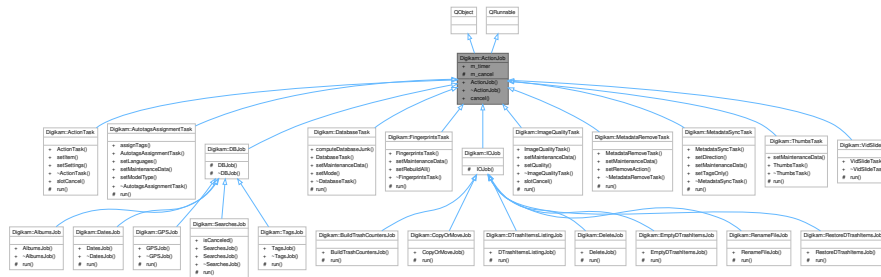 QObject
QRunnable
Digikam::ActionJob
+ m_timer
# m_cancel
+ ActionJob()
+ ~ActionJob()
+ cancel()
Digikam::ActionTask
+ ActionTask()
+ setItem()
+ setSettings()
+ ~ActionTask()
+ slotCancel()
# run()
Digikam::AutotagsAssignmentTask
+ assignTags()
+ AutotagsAssignmentTask()
+ setLanguages()
+ setMaintenanceData()
+ setModelType()
+ ~AutotagsAssignmentTask()
# run()
Digikam::DBJob
# DBJob()
# ~DBJob()
Digikam::DatabaseTask
+ computeDatabaseJunk()
+ DatabaseTask()
+ setMaintenanceData()
+ setMode()
+ ~DatabaseTask()
# run()
Digikam::FingerprintsTask
+ FingerprintsTask()
+ setMaintenanceData()
+ setRebuildAll()
+ ~FingerprintsTask()
# run()
Digikam::IOJob
# IOJob()
Digikam::ImageQualityTask
+ ImageQualityTask()
+ setMaintenanceData()
+ setQuality()
+ ~ImageQualityTask()
+ slotCancel()
# run()
Digikam::MetadataRemoveTask
+ MetadataRemoveTask()
+ setMaintenanceData()
+ setRemoveAction()
+ ~MetadataRemoveTask()
# run()
Digikam::MetadataSyncTask
+ MetadataSyncTask()
+ setDirection()
+ setMaintenanceData()
+ setTagsOnly()
+ ~MetadataSyncTask()
# run()
Digikam::ThumbsTask
+ setMaintenanceData()
+ ThumbsTask()
+ ~ThumbsTask()
# run()
Digikam::VidSlid
+ VidSlideTask
+ ~VidSlideTa
# run()
Digikam::AlbumsJob
+ AlbumsJob()
+ ~AlbumsJob()
# run()
Digikam::DatesJob
+ DatesJob()
+ ~DatesJob()
# run()
Digikam::GPSJob
+ GPSJob()
+ ~GPSJob()
# run()
Digikam::SearchesJob
+ isCanceled()
+ SearchesJob()
+ SearchesJob()
+ ~SearchesJob()
# run()
Digikam::TagsJob
+ TagsJob()
+ ~TagsJob()
# run()
Digikam::BuildTrashCountersJob
+ BuildTrashCountersJob()
# run()
Digikam::CopyOrMoveJob
+ CopyOrMoveJob()
# run()
Digikam::DTrashItemsListingJob
+ DTrashItemsListingJob()
# run()
Digikam::DeleteJob
+ DeleteJob()
# run()
Digikam::EmptyDTrashItemsJob
+ EmptyDTrashItemsJob()
# run()
Digikam::RenameFileJob
+ RenameFileJob()
# run()
Digikam::RestoreDTrashItemsJob
+ RestoreDTrashItemsJob()
# run()